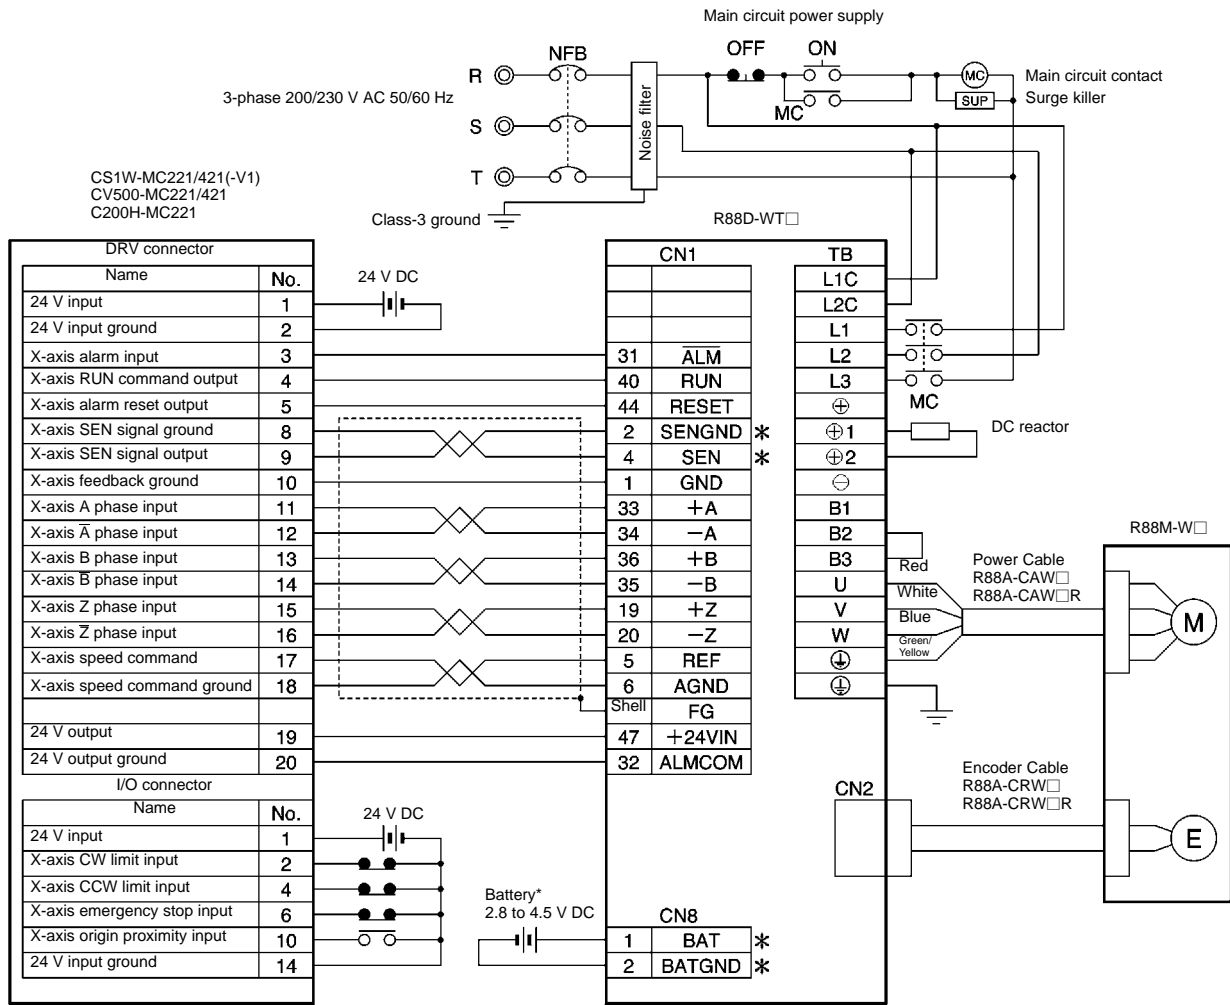 Main circuit power supply
NFB
OFF
ON
R
MC
Main circuit contact
3-phase 200/230 V AC 50/60 Hz
SUP
Surge killer
MC
S
Noise filter
T
CS1W-MC221/421(-V1)
CV500-MC221/421
C200H-MC221
Class-3 ground
R88D-WT□
DRV connector
Name No.
24 V input 1
24 V input ground 2
X-axis alarm input 3
X-axis RUN command output 4
X-axis alarm reset output 5
X-axis SEN signal ground 8
X-axis SEN signal output 9
X-axis feedback ground 10
X-axis A phase input 11
X-axis A̅ phase input 12
X-axis B phase input 13
X-axis B̅ phase input 14
X-axis Z phase input 15
X-axis Z̅ phase input 16
X-axis speed command 17
X-axis speed command ground 18
24 V output 19
24 V output ground 20
I/O connector
Name No.
24 V input 1
X-axis CW limit input 2
X-axis CCW limit input 4
X-axis emergency stop input 6
X-axis origin proximity input 10
24 V input ground 14
24 V DC
24 V DC
CN1
31 A̅L̅M̅
40 RUN
44 RESET
2 SENGND *
4 SEN *
1 GND
33 +A
34 −A
36 +B
35 −B
19 +Z
20 −Z
5 REF
6 AGND
Shell FG
47 +24VIN
32 ALMCOM
Battery*
2.8 to 4.5 V DC
CN8
1 BAT *
2 BATGND *
TB
L1C
L2C
L1
L2
L3
⊕
⊕1
⊕2
⊖
B1
B2
B3
U
V
W
MC
DC reactor
Red
White
Blue
Green/
Yellow
Power Cable
R88A-CAW□
R88A-CAW□R
R88M-W□
M
CN2
Encoder Cable
R88A-CRW□
R88A-CRW□R
E